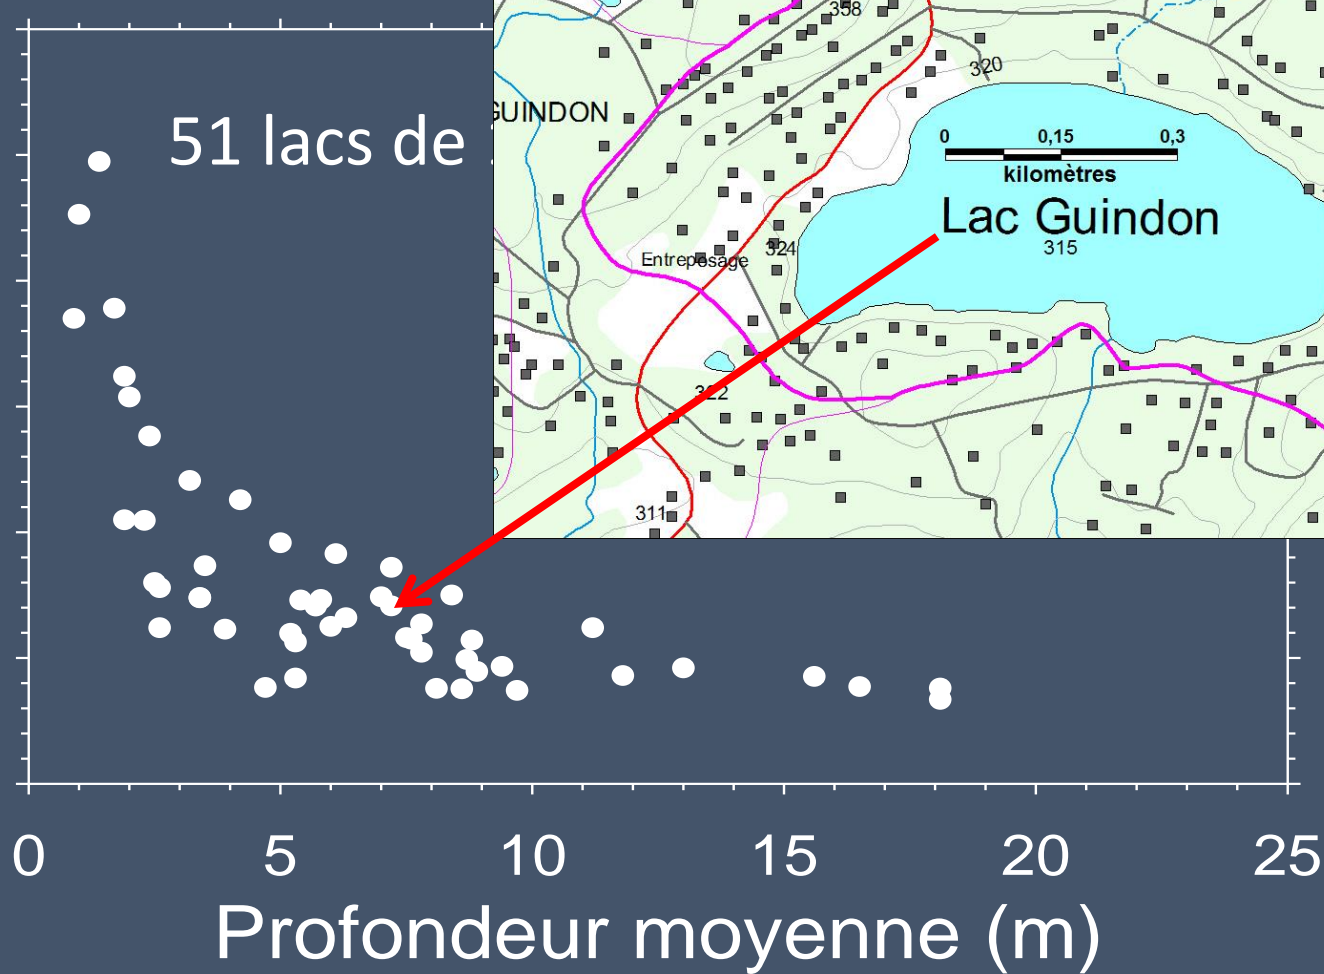 358
320
GUINDON
51 lacs de
0 0,15 0,3
kilomètres
Lac Guindon
315
324
Entreposage
322
311
0 5 10 15 20 25
Profondeur moyenne (m)